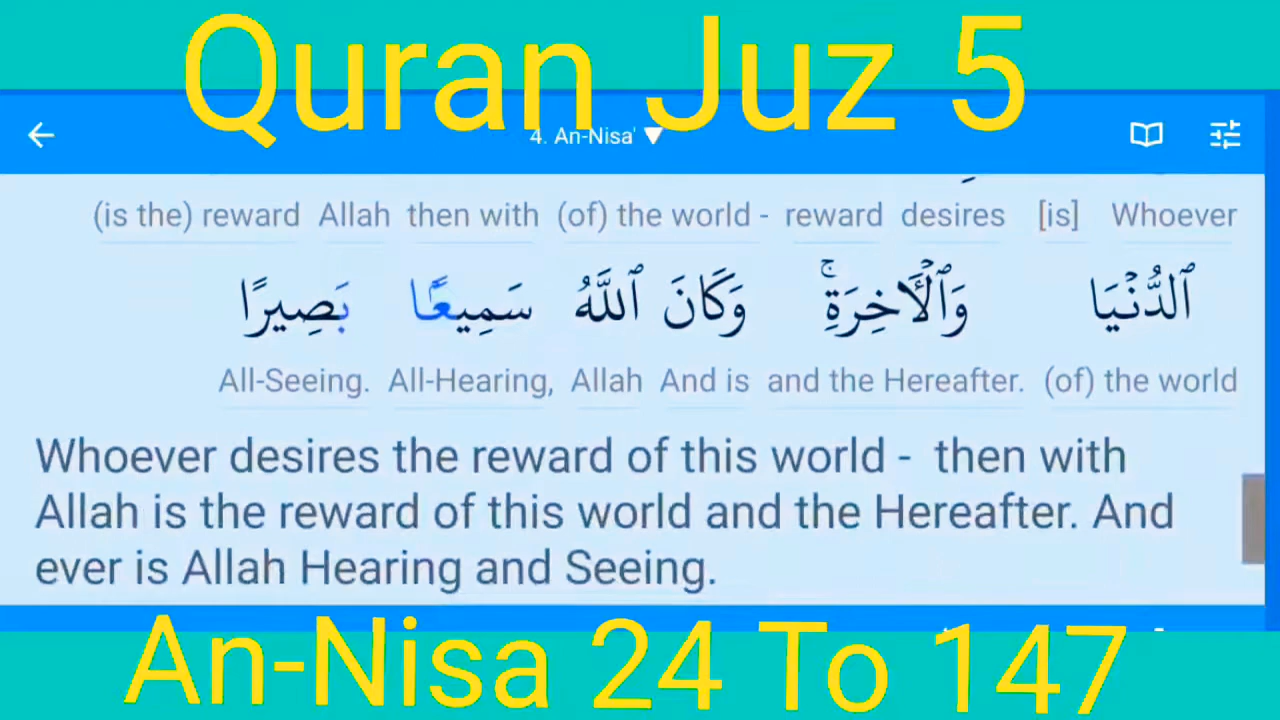 Quran Juz 5
4. An-Nisa' ▼
(is the) reward Allah then with (of) the world - reward desires [is] Whoever
ٱلدُّنۡيَا وَٱلۡأٓخِرَةِۚ وَكَانَ ٱللَّهُ سَمِيعَۢا بَصِيرًا
All-Seeing. All-Hearing, Allah And is and the Hereafter. (of) the world
Whoever desires the reward of this world - then with
Allah is the reward of this world and the Hereafter. And
ever is Allah Hearing and Seeing.
An-Nisa 24 To 147